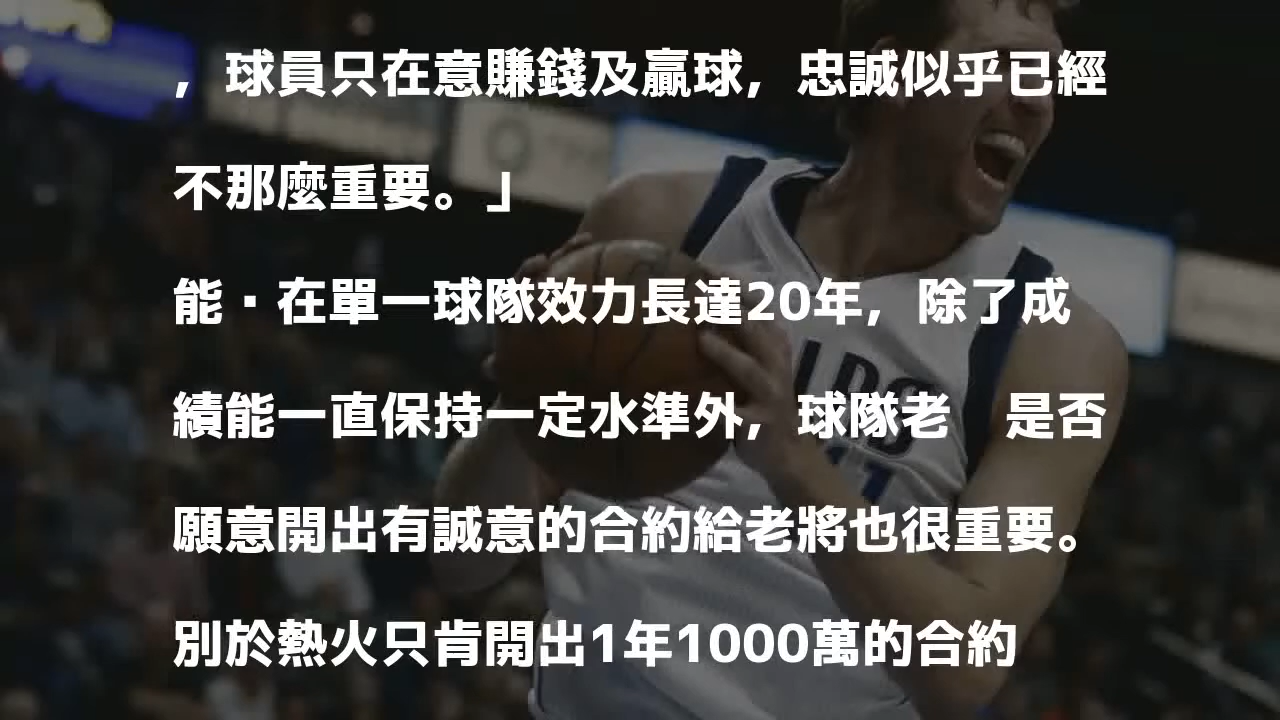 ，球員只在意賺錢及贏球，忠誠似乎已經
不那麼重要。」
能·在單一球隊效力長達20年，除了成
績能一直保持一定水準外，球隊老　是否
願意開出有誠意的合約給老將也很重要。
別於熱火只肯開出1年1000萬的合約